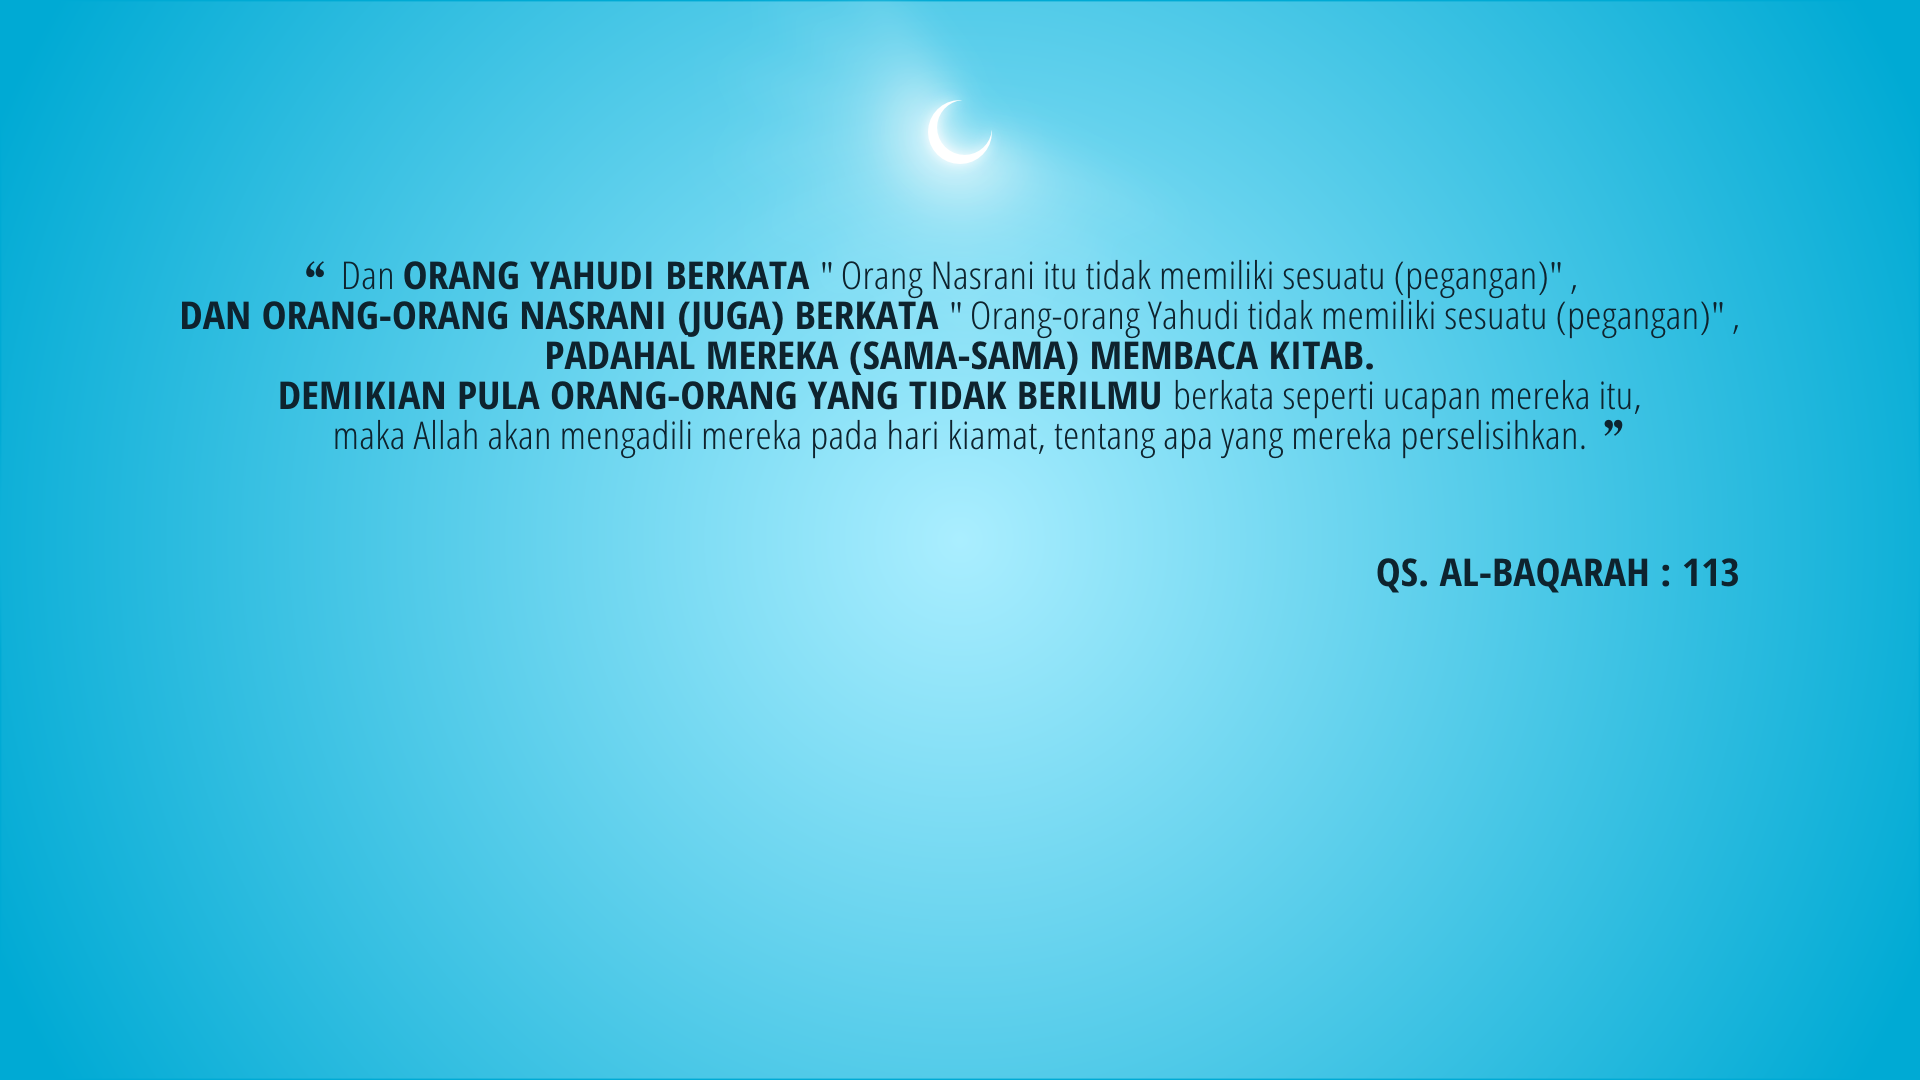 “ Dan ORANG YAHUDI BERKATA " Orang Nasrani itu tidak memiliki sesuatu (pegangan)" ,
DAN ORANG-ORANG NASRANI (JUGA) BERKATA " Orang-orang Yahudi tidak memiliki sesuatu (pegangan)" ,
PADAHAL MEREKA (SAMA-SAMA) MEMBACA KITAB.
DEMIKIAN PULA ORANG-ORANG YANG TIDAK BERILMU berkata seperti ucapan mereka itu,
maka Allah akan mengadili mereka pada hari kiamat, tentang apa yang mereka perselisihkan. ”
QS. AL-BAQARAH : 113